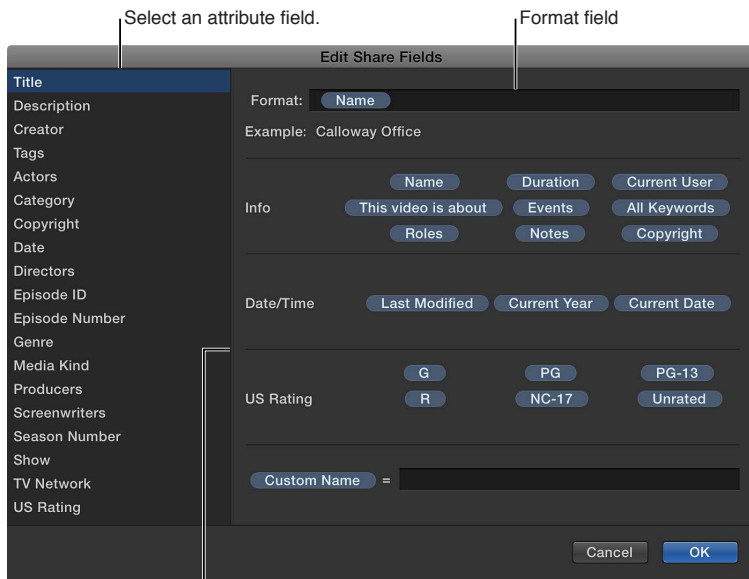 Select an attribute field.
Format field
Edit Share Fields
Title
Description
Creator
Tags
Actors
Category
Copyright
Date
Directors
Episode ID
Episode Number
Genre
Media Kind
Producers
Screenwriters
Season Number
Show
TV Network
US Rating
Format: Name
Example: Calloway Office
Info
Name Duration Current User
This video is about Events All Keywords
Roles Notes Copyright
Date/Time Last Modified Current Year Current Date
US Rating
G PG PG-13
R NC-17 Unrated
Custom Name =
Cancel OK